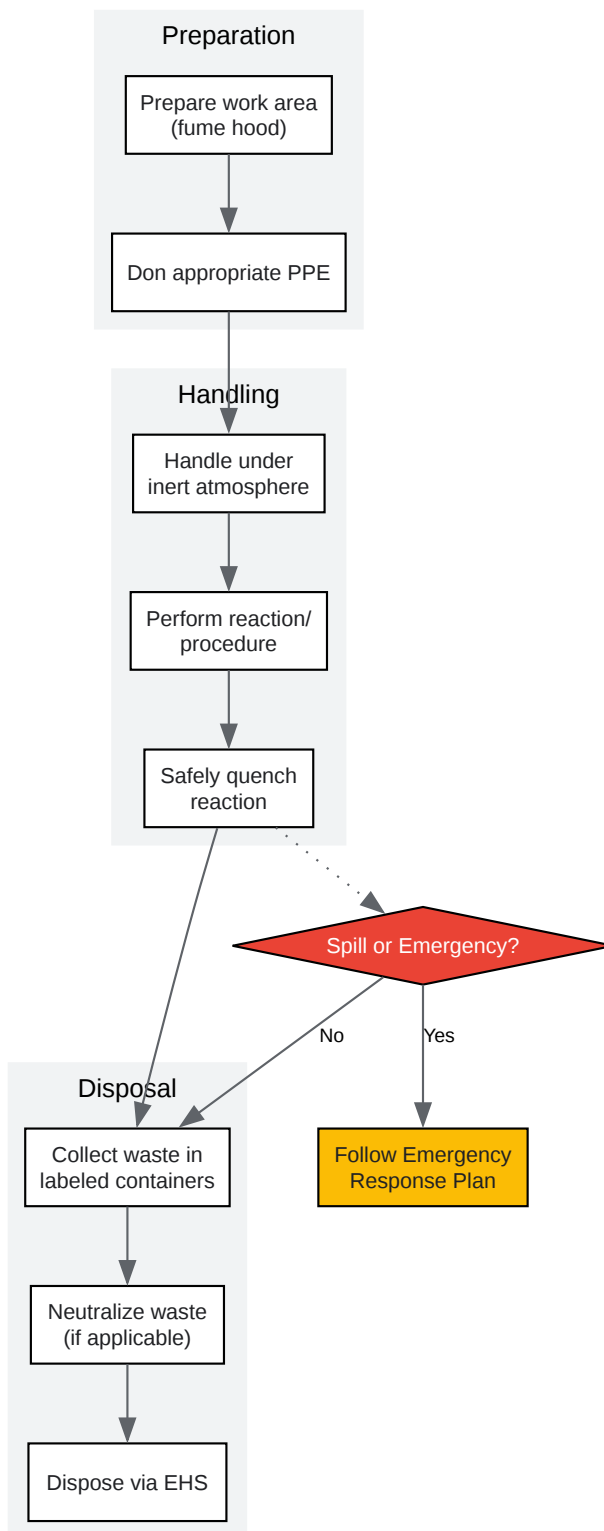 Preparation
Prepare work area
(fume hood)
Don appropriate PPE
Handling
Handle under
inert atmosphere
Perform reaction/
procedure
Safely quench
reaction
Spill or Emergency?
No
Yes
Disposal
Collect waste in
labeled containers
Follow Emergency
Response Plan
Neutralize waste
(if applicable)
Dispose via EHS